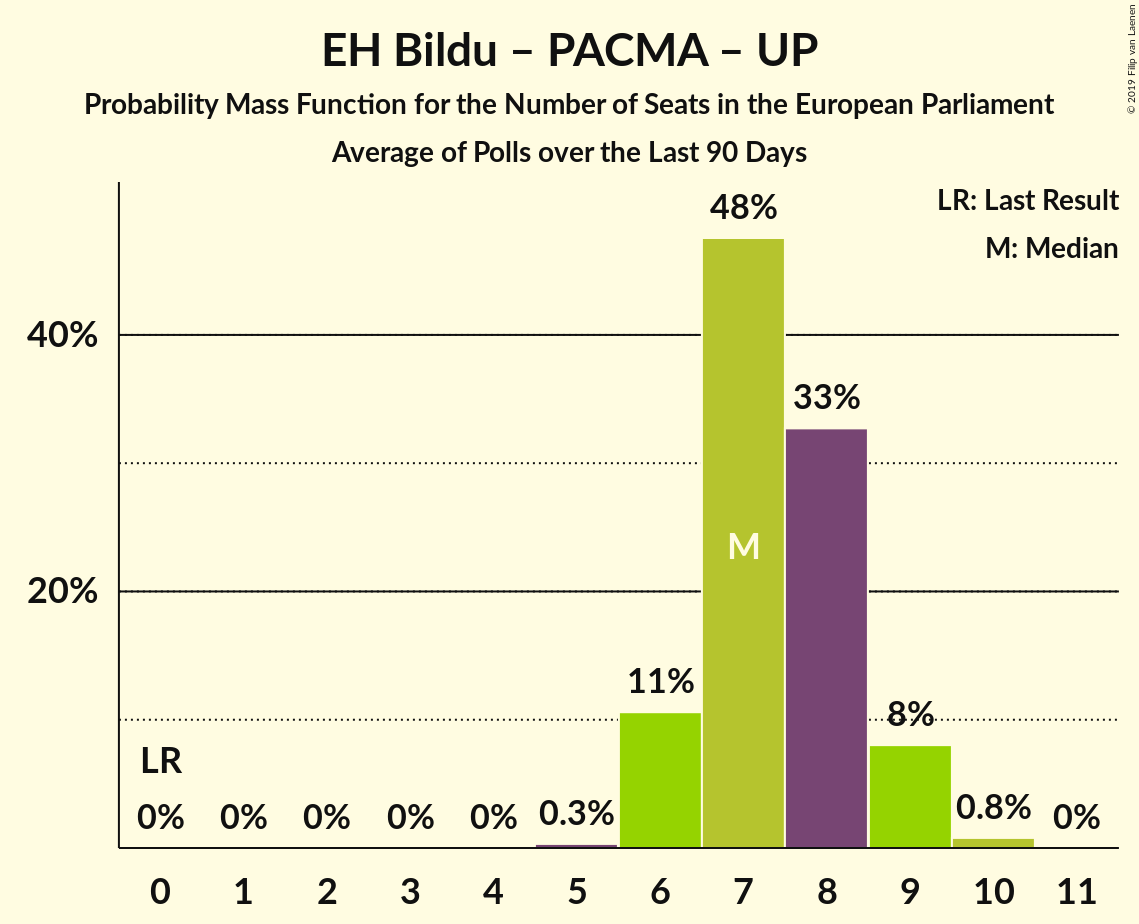 EH Bildu – PACMA – UP
Probability Mass Function for the Number of Seats in the European Parliament
Average of Polls over the Last 90 Days
© 2019 Filip van Laenen
LR: Last Result
M: Median
48%
40%
33%
M
20%
11%
8%
LR
0% 0% 0% 0% 0% 0.3% 0.8% 0%
0 1 2 3 4 5 6 7 8 9 10 11